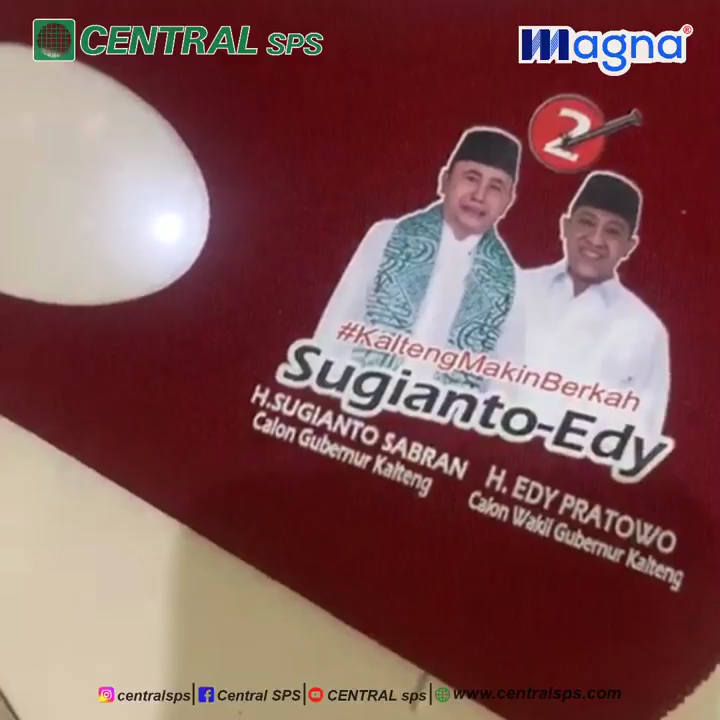 CENTRAL SPS
Magna®
2
#KaltengMakinBerkah
Sugianto-Edy
H.SUGIANTO SABRAN
Calon Gubernur Kalteng
H. EDY PRATOWO
Calon Wakil Gubernur Kalteng
centralsps | Central SPS | CENTRAL sps | www.centralsps.com